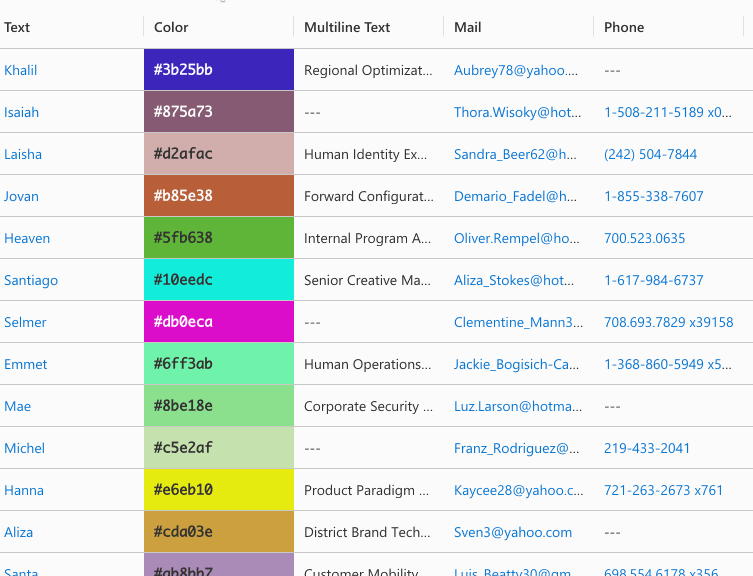 Text Color Multiline Text Mail Phone
Khalil #3b25bb Regional Optimizat... Aubrey78@yahoo.... ---
Isaiah #875a73 --- Thora.Wisoky@hot... 1-508-211-5189 x0...
Laisha #d2afac Human Identity Ex... Sandra_Beer62@h... (242) 504-7844
Jovan #b85e38 Forward Configurat... Demario_Fadel@h... 1-855-338-7607
Heaven #5fb638 Internal Program A... Oliver.Rempel@ho... 700.523.0635
Santiago #10eedc Senior Creative Ma... Aliza_Stokes@hot... 1-617-984-6737
Selmer #db0eca --- Clementine_Mann3... 708.693.7829 x39158
Emmet #6ff3ab Human Operations... Jackie_Bogisich-Ca... 1-368-860-5949 x5...
Mae #8be18e Corporate Security ... Luz.Larson@hotma... ---
Michel #c5e2af --- Franz_Rodriguez@... 219-433-2041
Hanna #e6eb10 Product Paradigm ... Kaycee28@yahoo.c... 721-263-2673 x761
Aliza #cda03e District Brand Tech... Sven3@yahoo.com ---
Santa #ab8bb7 Customer Mobility Luis_Beatty30@gm... 698.554.6178 x356